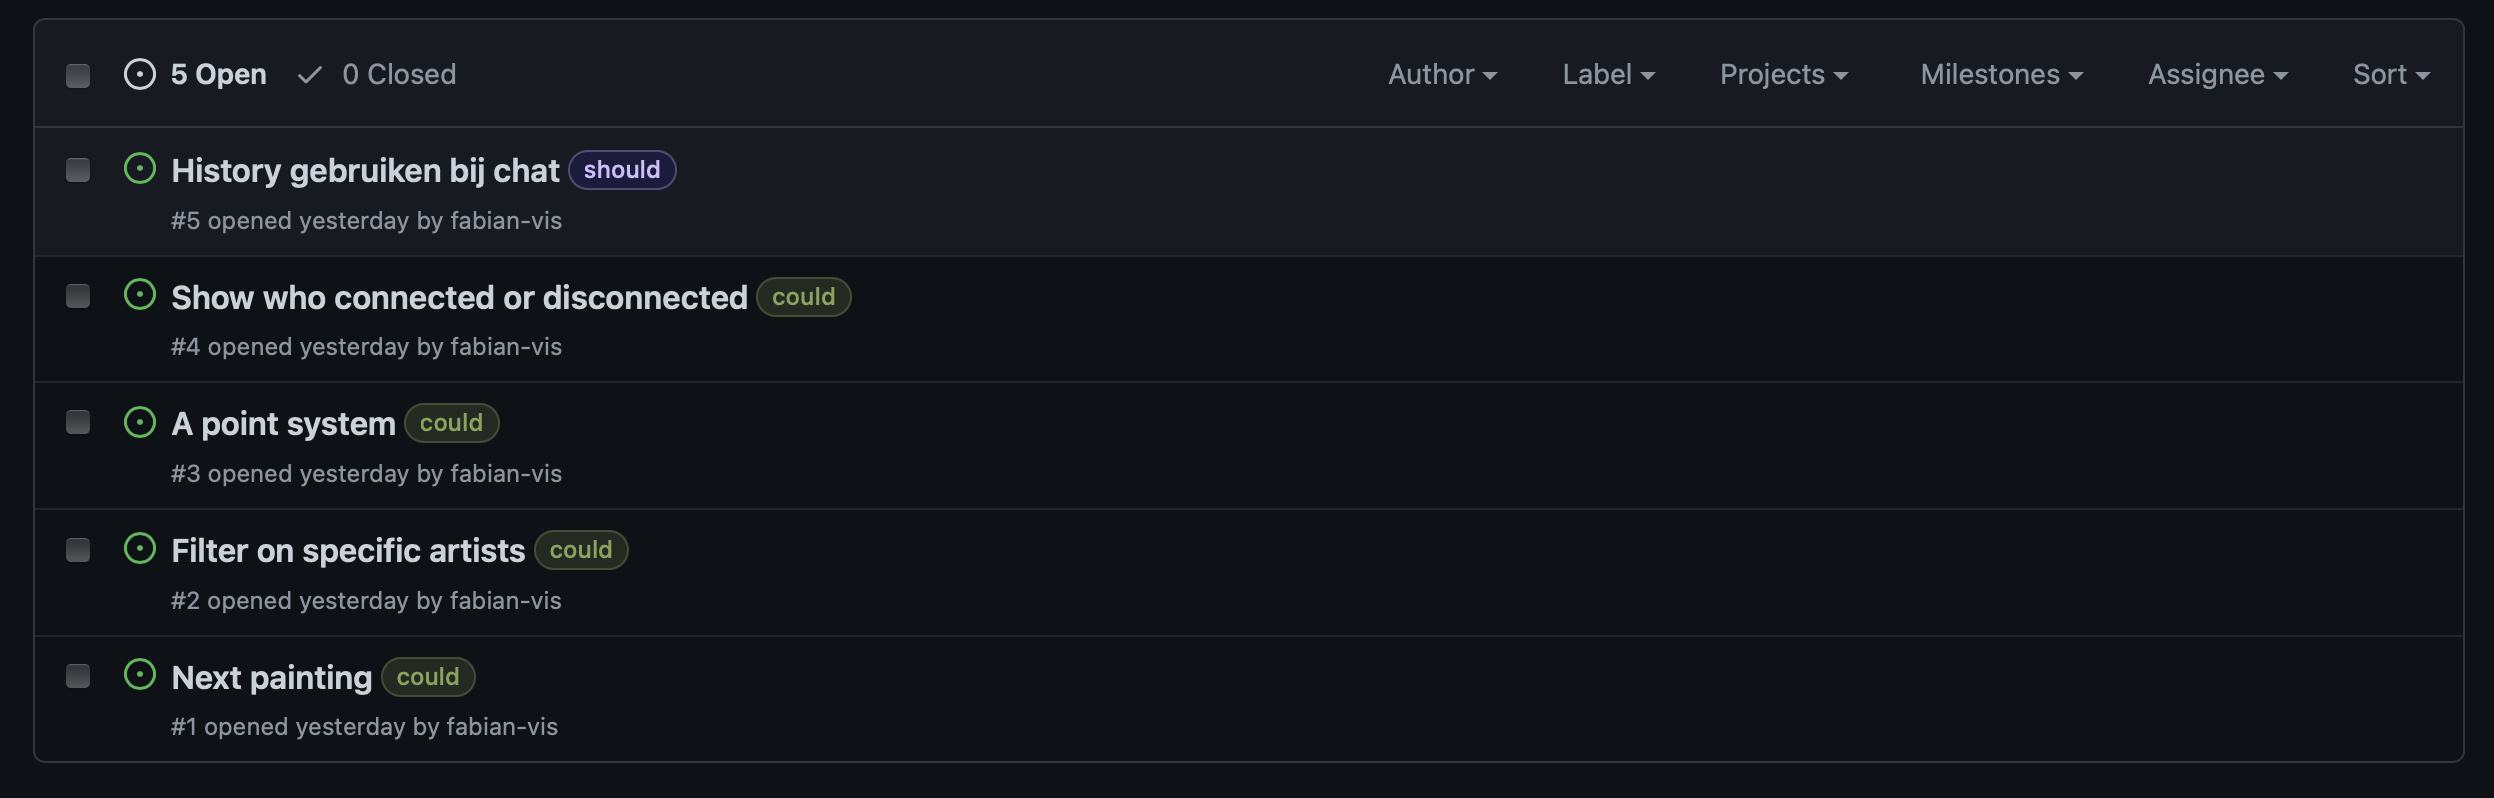 5 Open 0 Closed Author Label Projects Milestones Assignee Sort
History gebruiken bij chat should
#5 opened yesterday by fabian-vis
Show who connected or disconnected could
#4 opened yesterday by fabian-vis
A point system could
#3 opened yesterday by fabian-vis
Filter on specific artists could
#2 opened yesterday by fabian-vis
Next painting could
#1 opened yesterday by fabian-vis